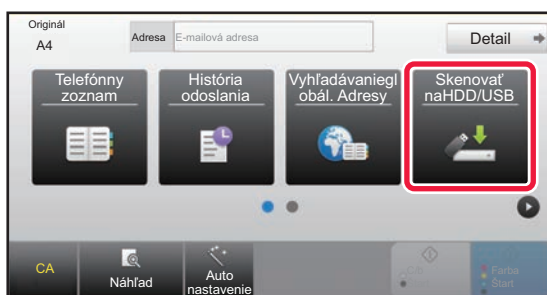 Originál
A4
Adresa
E-mailová adresa
Detail
Telefónny
zoznam
História
odoslania
Vyhľadávaniegl
obál. Adresy
Skenovať
naHDD/USB
CA
Náhľad
Auto
nastavenie
Farba
Štart